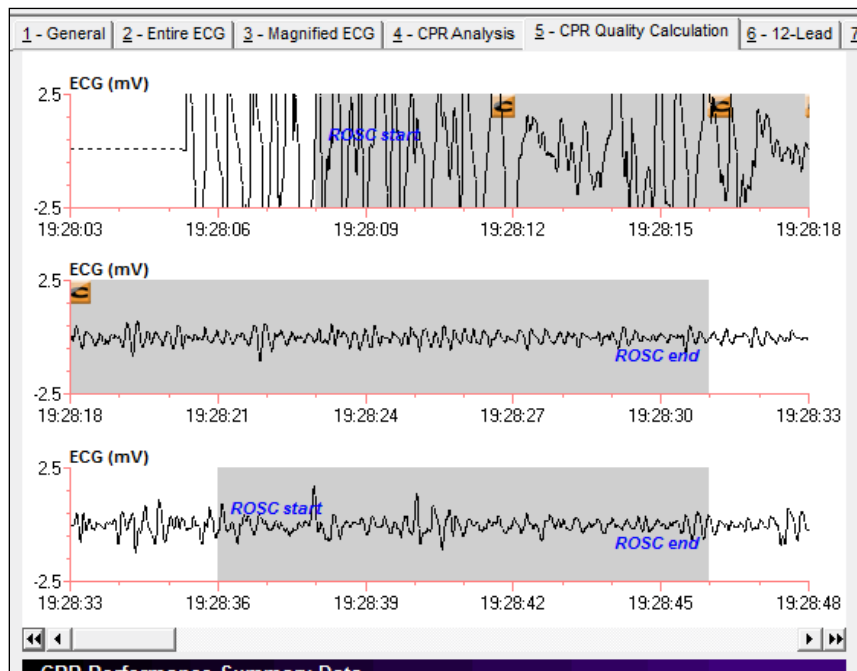 1 - General 2 - Entire ECG 3 - Magnified ECG 4 - CPR Analysis 5 - CPR Quality Calculation 6 - 12-Lead 7
ECG (mV)
2.5
ROSC start
-2.5
19:28:03 19:28:06 19:28:09 19:28:12 19:28:15 19:28:18
ECG (mV)
2.5
ROSC end
-2.5
19:28:18 19:28:21 19:28:24 19:28:27 19:28:30 19:28:33
ECG (mV)
2.5
ROSC start
ROSC end
-2.5
19:28:33 19:28:36 19:28:39 19:28:42 19:28:45 19:28:48
CPR Performance Summary Data